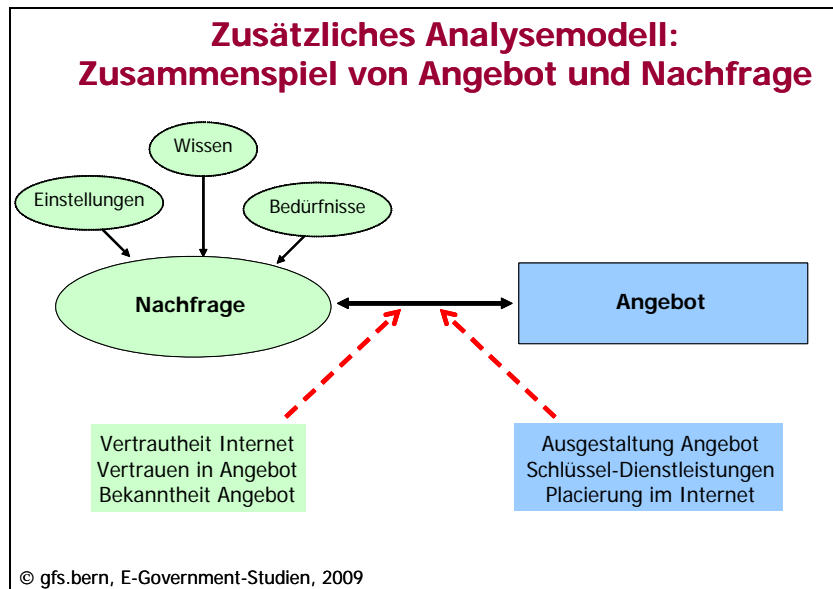 Zusätzliches Analysemodell:
Zusammenspiel von Angebot und Nachfrage
Wissen
Einstellungen
Bedürfnisse
Nachfrage
Angebot
Vertrautheit Internet
Vertrauen in Angebot
Bekanntheit Angebot
Ausgestaltung Angebot
Schlüssel-Dienstleistungen
Placierung im Internet
© gfs.bern, E-Government-Studien, 2009